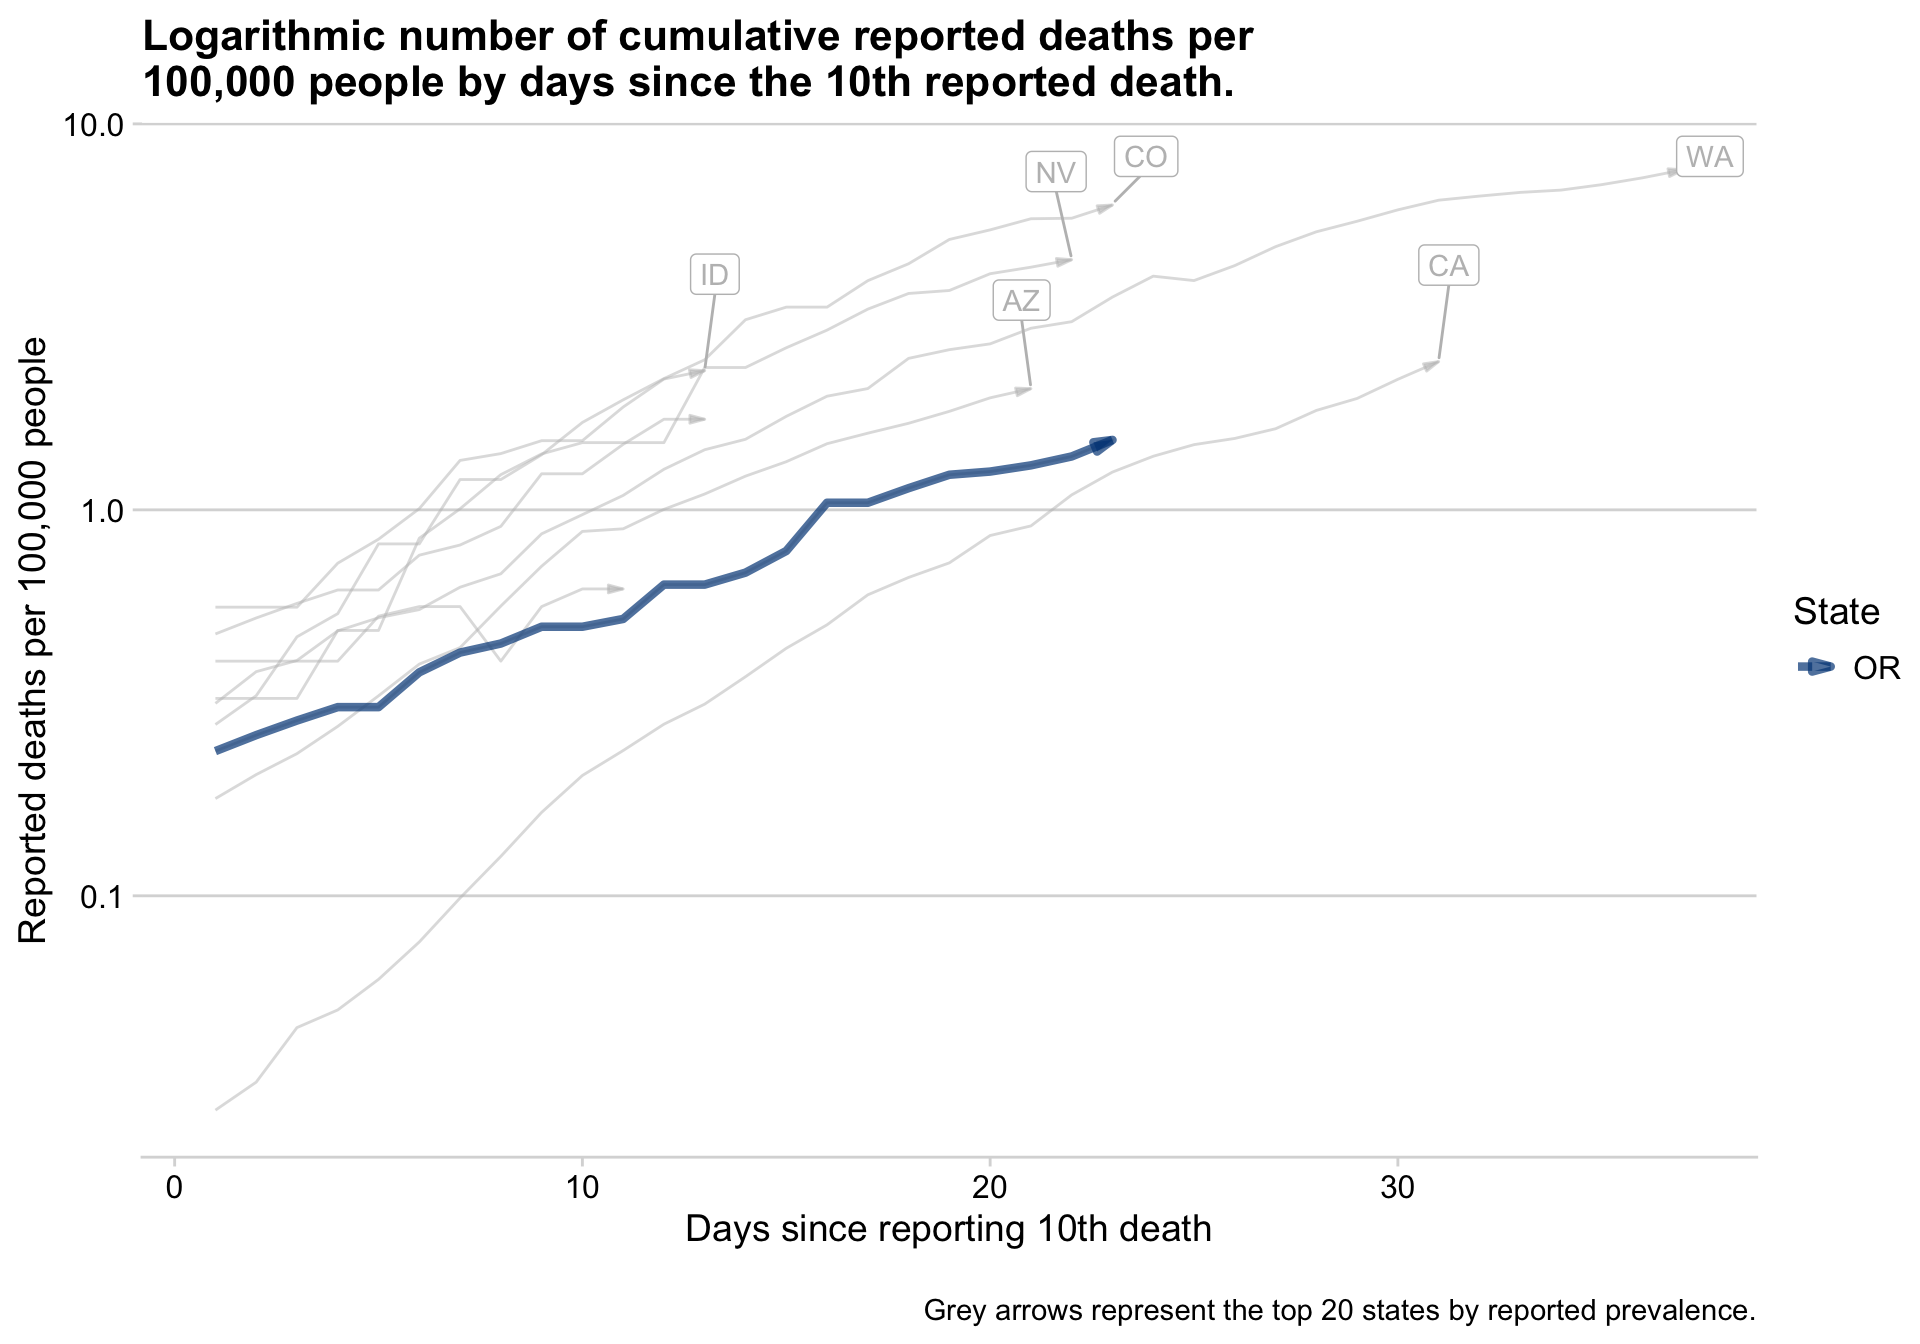 Logarithmic number of cumulative reported deaths per
100,000 people by days since the 10th reported death.
10.0
1.0
0.1
Reported deaths per 100,000 people
NV
CO
WA
ID
AZ
CA
State
OR
0
10
20
30
Days since reporting 10th death
Grey arrows represent the top 20 states by reported prevalence.